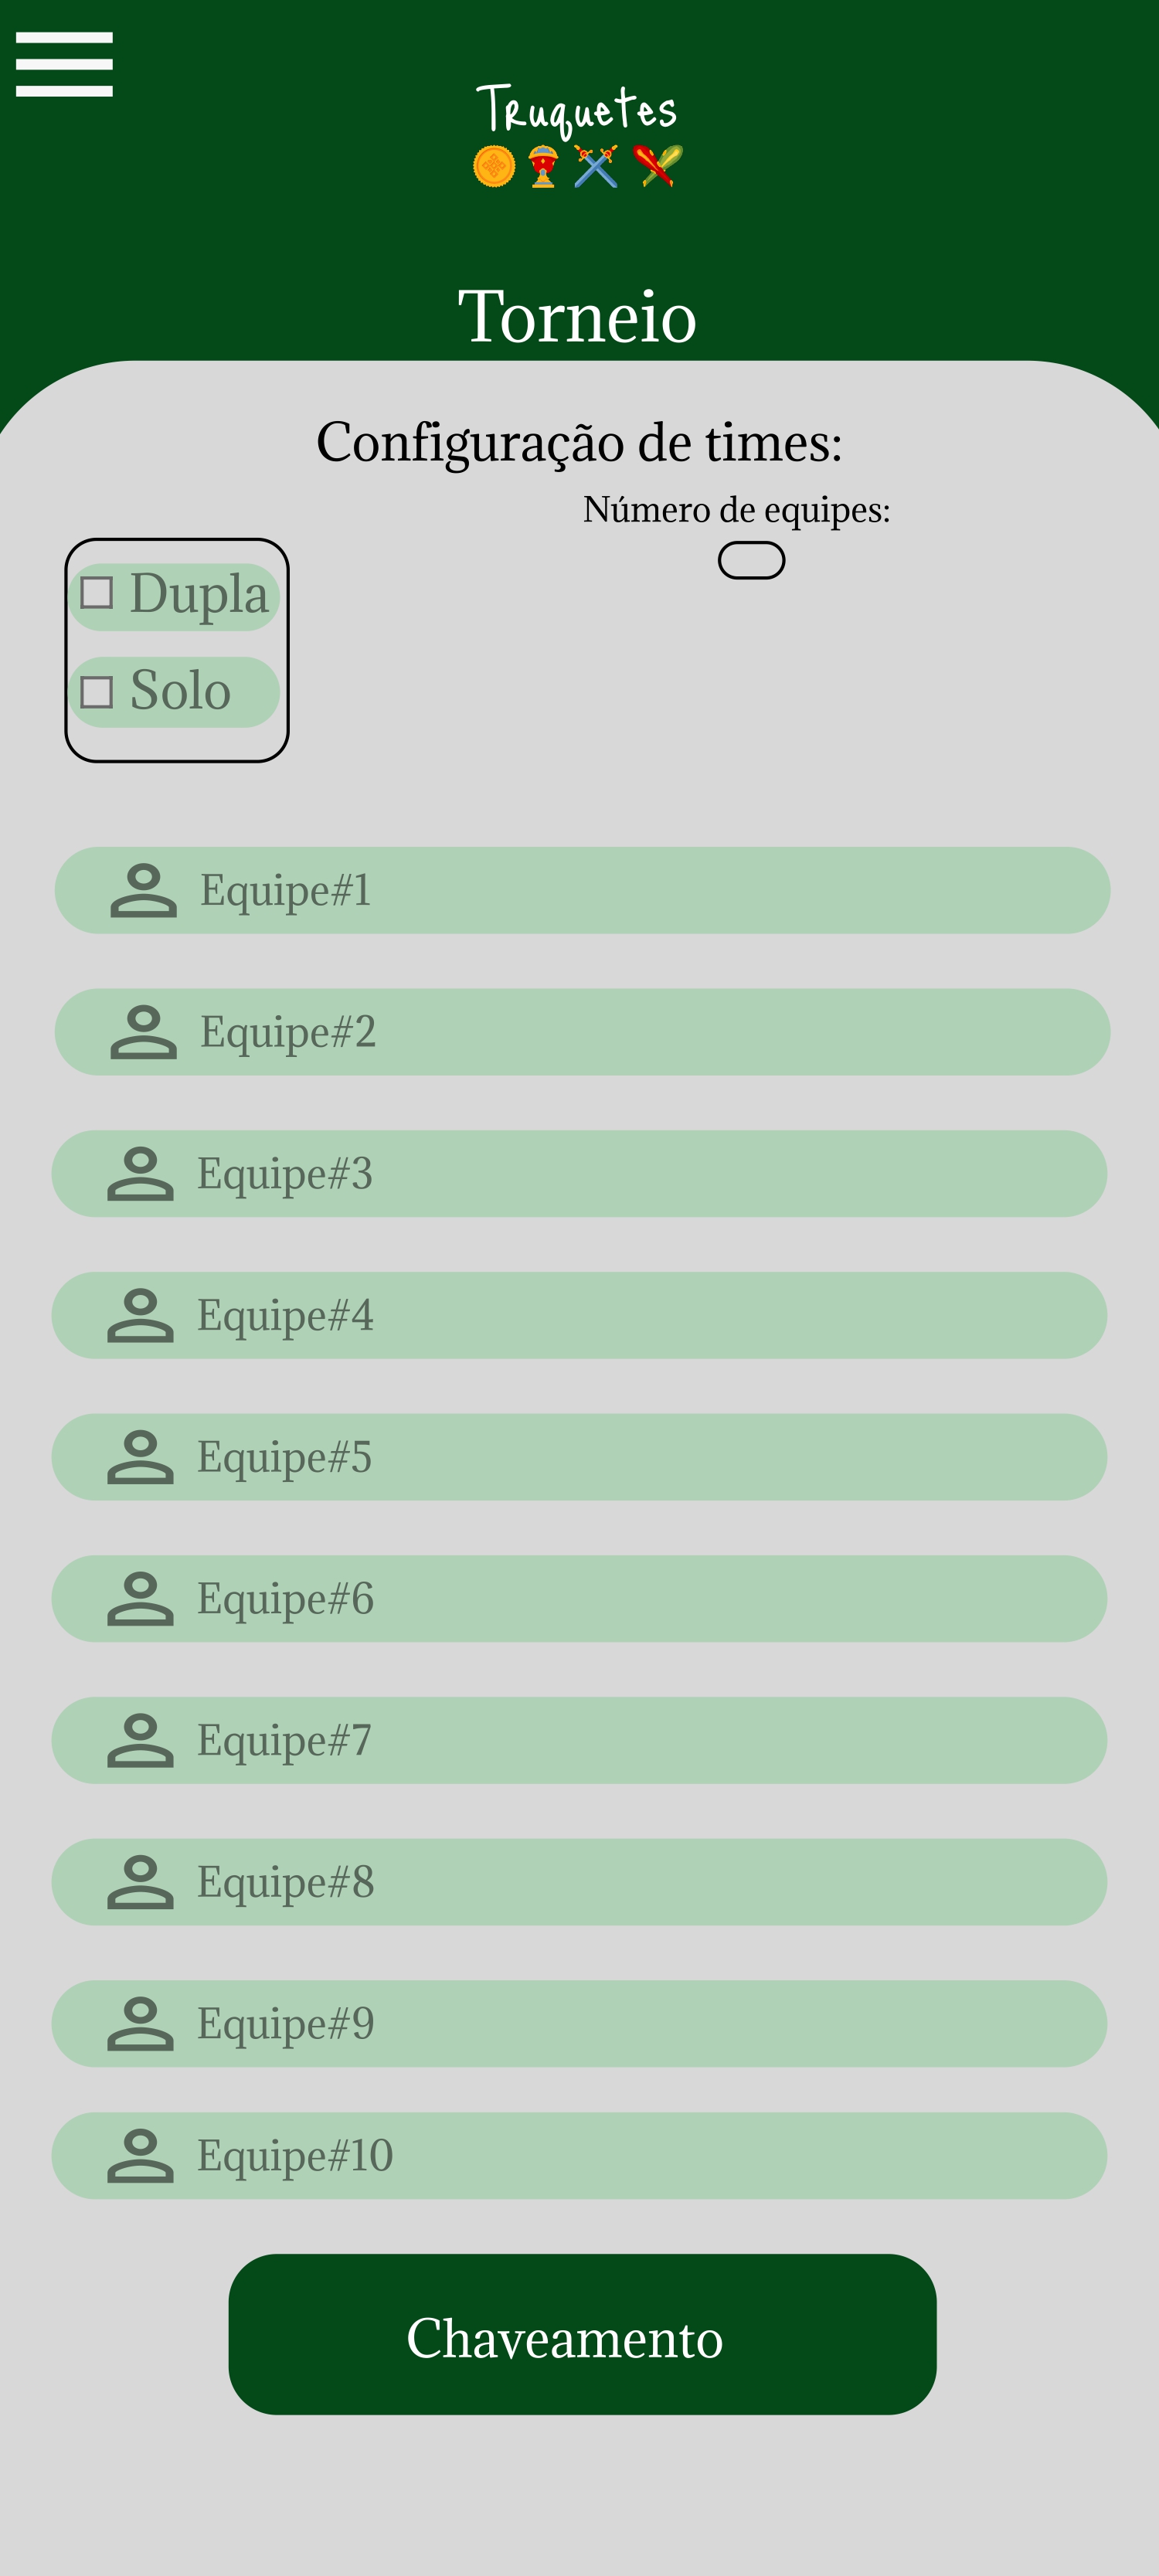 Truquetes
Torneio
Configuração de times:
Número de equipes:
Dupla
Solo
Equipe#1
Equipe#2
Equipe#3
Equipe#4
Equipe#5
Equipe#6
Equipe#7
Equipe#8
Equipe#9
Equipe#10
Chaveamento